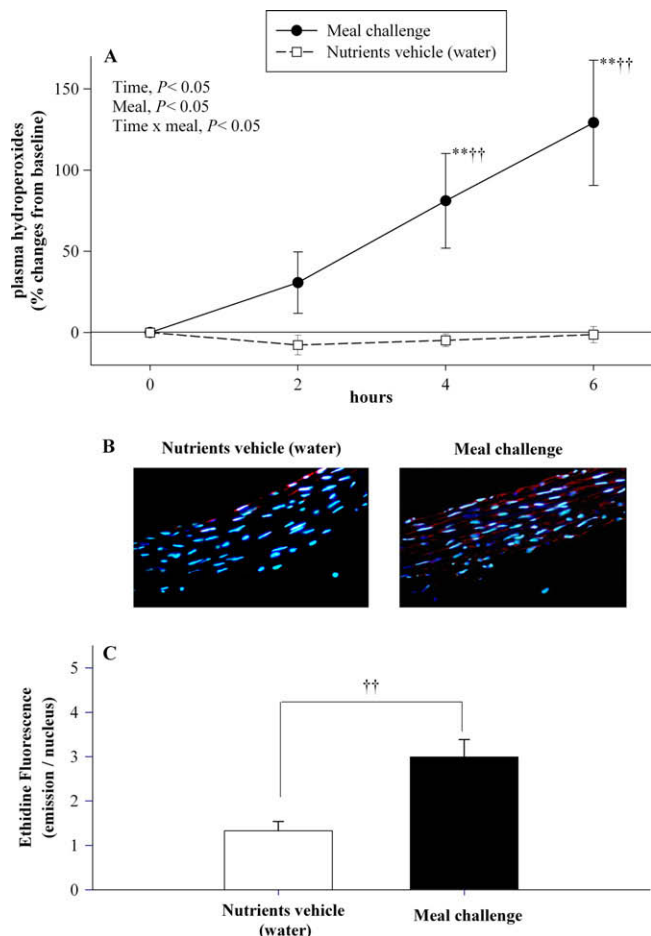 Meal challenge
Nutrients vehicle (water)
A
Time, P< 0.05
Meal, P< 0.05
Time x meal, P< 0.05
**††
**††
plasma hydroperoxides
(% changes from baseline)
150
100
50
0
0
2
4
6
hours
B
Nutrients vehicle (water)
Meal challenge
C
††
Ethidine Fluorescence
(emission / nucleus)
5
4
3
2
1
0
Nutrients vehicle
(water)
Meal challenge